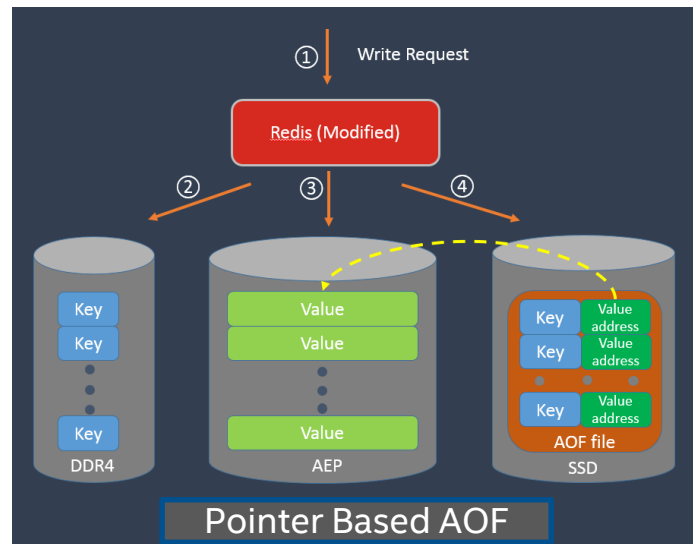 ① Write Request
Redis (Modified)
② ③ ④
Key
Key
Key
DDR4
Value
Value
Value
AEP
Key Value
address
Key Value
address
Key Value
address
AOF file
SSD
Pointer Based AOF